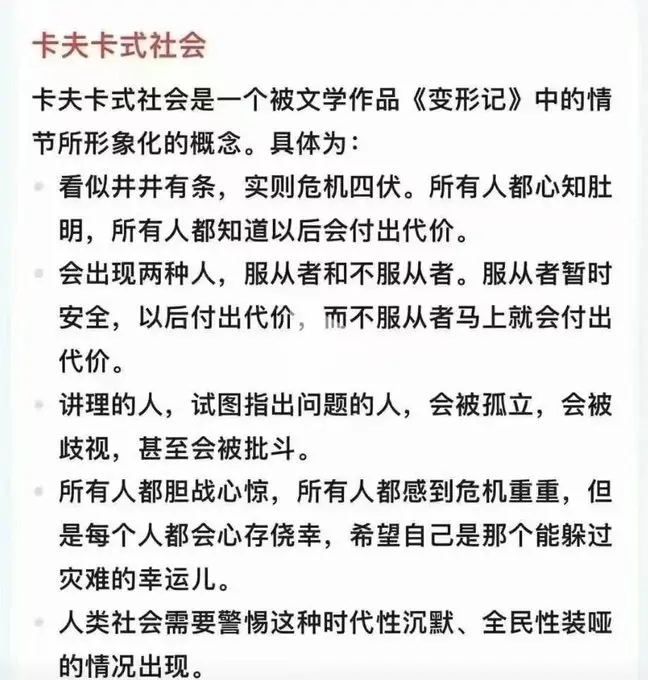 卡夫卡式社会
卡夫卡式社会是一个被文学作品《变形记》中的情
节所形象化的概念。具体为：
看似井井有条，实则危机四伏。所有人都心知肚
明，所有人都知道以后会付出代价。
会出现两种人，服从者和不服从者。服从者暂时
安全，以后付出代价，而不服从者马上就会付出
代价。
讲理的人，试图指出问题的人，会被孤立，会被
歧视，甚至会被批斗。
所有人都胆战心惊，所有人都感到危机重重，但
是每个人都会心存侥幸，希望自己是那个能躲过
灾难的幸运儿。
人类社会需要警惕这种时代性沉默、全民性装哑
的情况出现。